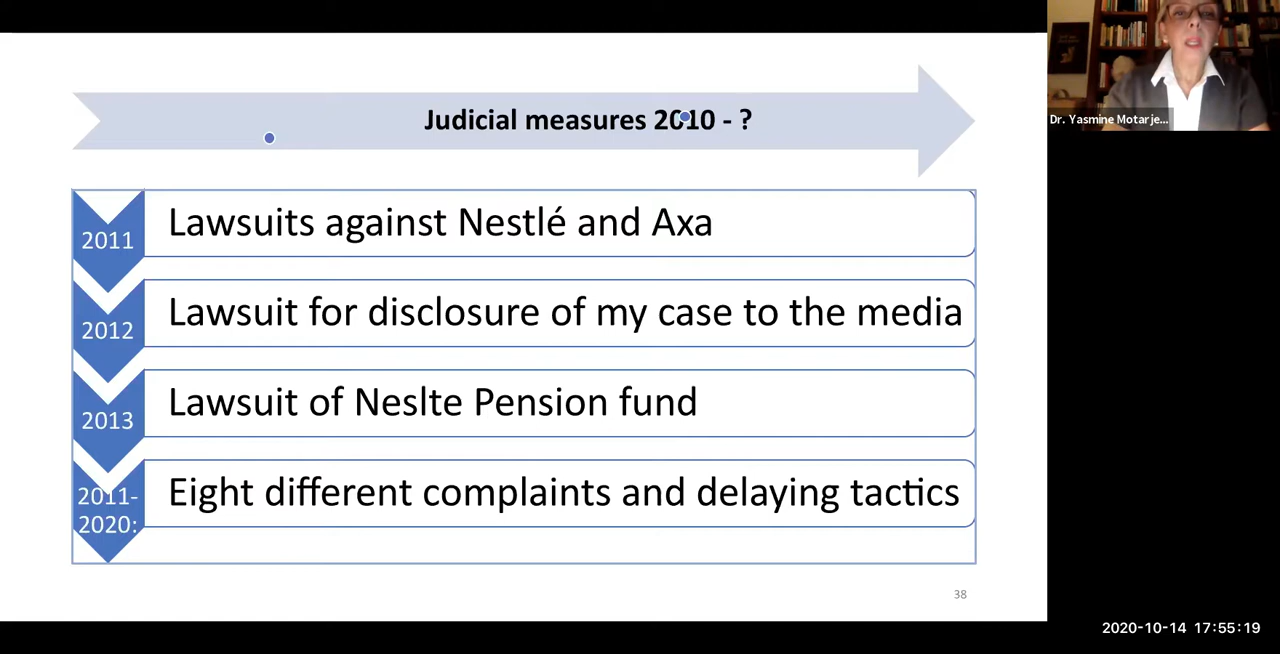 Judicial measures 2010 - ?
Dr. Yasmine Motarje...
2011
Lawsuits against Nestlé and Axa
2012
Lawsuit for disclosure of my case to the media
2013
Lawsuit of Neslte Pension fund
2011-
2020:
Eight different complaints and delaying tactics
38
2020-10-14 17:55:19